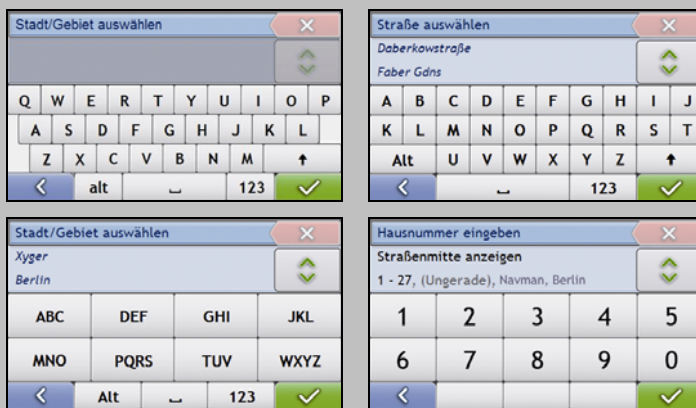 Stadt/Gebiet auswählen
Q W E R T Y U I O P
A S D F G H J K L
Z X C V B N M
alt 123
Straße auswählen
Daberkowstraße
Faber Gdns
A B C D E F G H I J
K L M N O P Q R S T
Alt U V W X Y Z
123
Stadt/Gebiet auswählen
Xyger
Berlin
ABC DEF GHI JKL
MNO PQRS TUV WXYZ
Alt 123
Hausnummer eingeben
Straßenmitte anzeigen
1 - 27, (Ungerade), Navman, Berlin
1 2 3 4 5
6 7 8 9 0